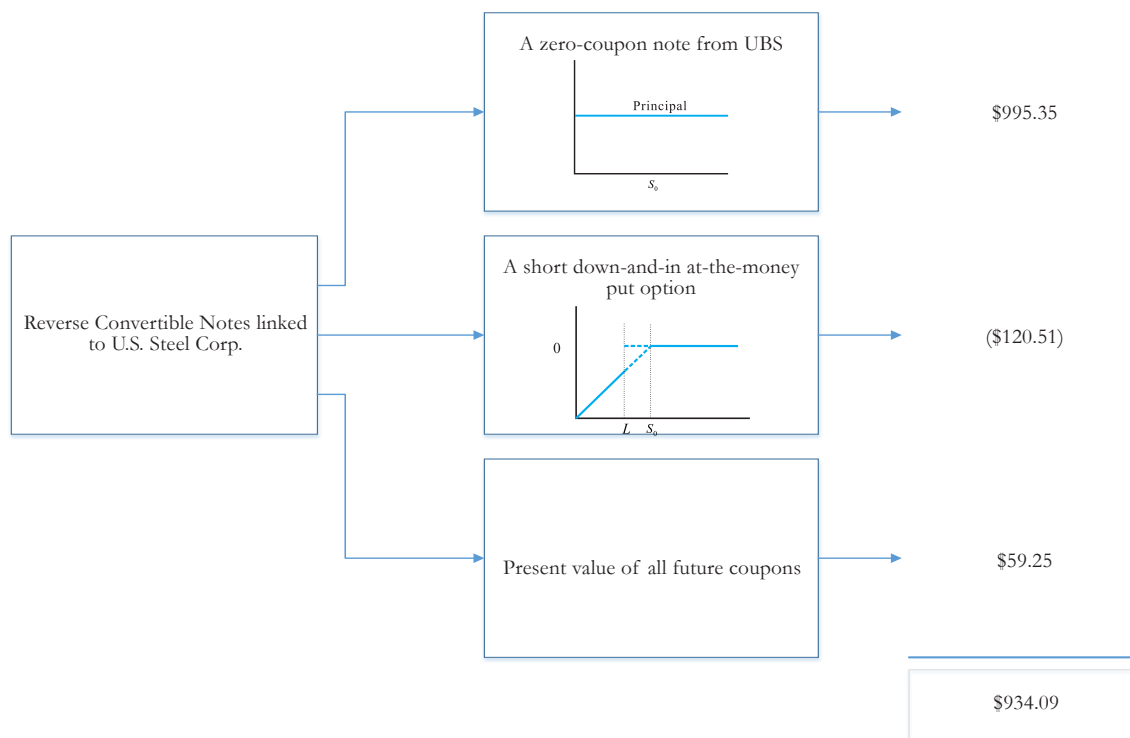 A zero-coupon note from UBS
Principal
S₀
$995.35
Reverse Convertible Notes linked
to U.S. Steel Corp.
A short down-and-in at-the-money
put option
0
L S₀
($120.51)
Present value of all future coupons
$59.25
$934.09